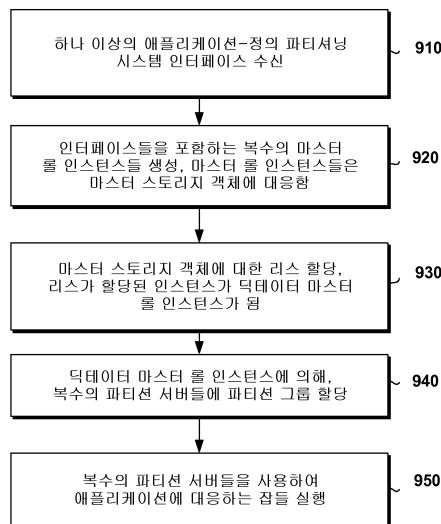 하나 이상의 애플리케이션-정의 파티셔닝
시스템 인터페이스 수신
910
인터페이스들을 포함하는 복수의 마스터
롤 인스턴스들 생성, 마스터 롤 인스턴스들은
마스터 스토리지 객체에 대응함
920
마스터 스토리지 객체에 대한 리스 할당,
리스가 할당된 인스턴스가 딕테이터 마스터
롤 인스턴스가 됨
930
딕테이터 마스터 롤 인스턴스에 의해,
복수의 파티션 서버들에 파티션 그룹 할당
940
복수의 파티션 서버들을 사용하여
애플리케이션에 대응하는 잡들 실행
950